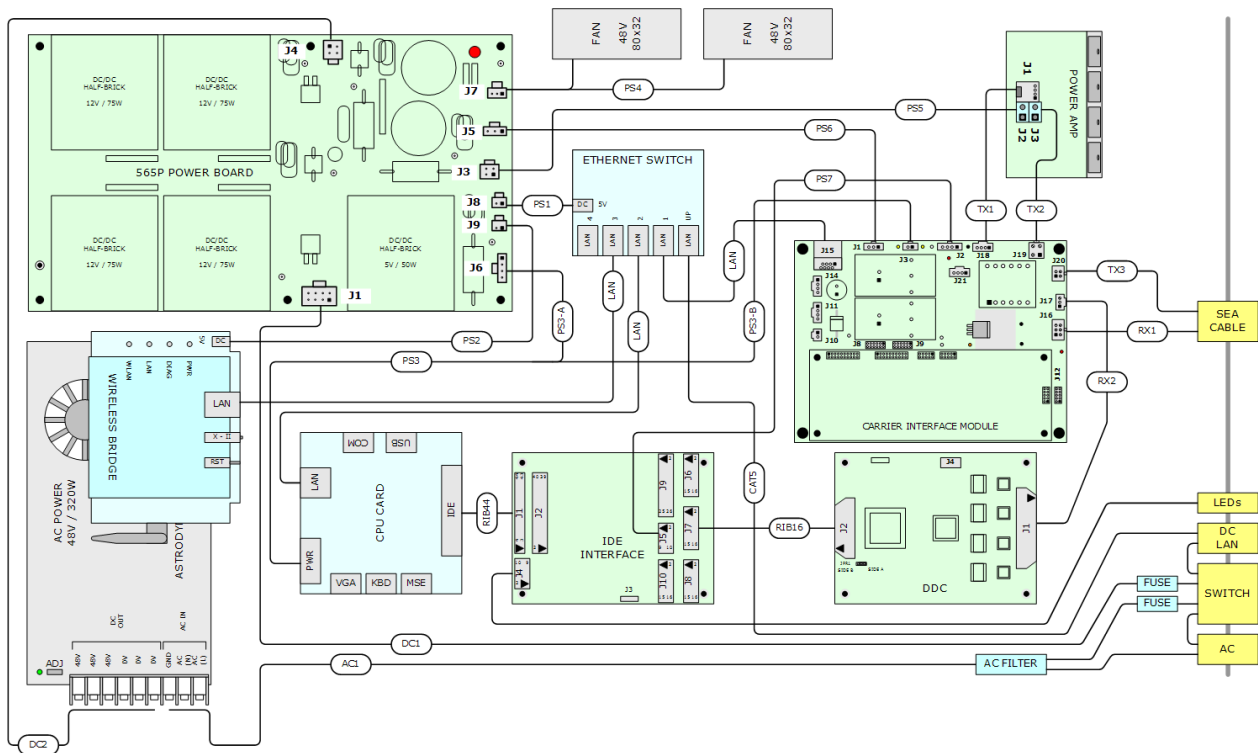 J4
FAN
48V
80x32
FAN
48V
80x32
DC/DC
HALF-BRICK
12V / 75W
DC/DC
HALF-BRICK
12V / 75W
J7
PS4
J1
J2
J3
POWER AMP
PS5
J5
PS6
J3
565P POWER BOARD
ETHERNET SWITCH
PS7
J8
PS1
DC
5V
4
3
2
1
UP
LAN
LAN
LAN
LAN
LAN
TX1
TX2
J9
DC/DC
HALF-BRICK
12V / 75W
DC/DC
HALF-BRICK
12V / 75W
DC/DC
HALF-BRICK
5V / 50W
J6
J1
LAN
LAN
LAN
PS3-A
PS3-B
J15
J1
J3
J2
J18
J19
J20
J14
J21
J17
J11
J16
J10
J8
J9
J12
CARRIER INTERFACE MODULE
TX3
RX1
RX2
SEA
CABLE
5V
DC
PS2
PS3
WLAN
LAN
DIAG
PWR
LAN
X - II
RST
WIRELESS BRIDGE
AC POWER
48V / 320W
ASTRODYI
COM
USB
LAN
IDE
CPU CARD
PWR
VGA
KBD
MSE
RIB44
J1
J2
J9
J6
J5
J7
J4
J10
J8
J3
IDE
INTERFACE
CAT5
RIB16
J4
J2
J1
JPR1
SIDE B
SIDE A
DDC
LEDs
DC
LAN
FUSE
FUSE
SWITCH
AC
AC FILTER
DC
OUT
AC IN
48V
48V
48V
0V
0V
0V
GND
AC
(N)
AC
(L)
ADJ
DC1
AC1
DC2